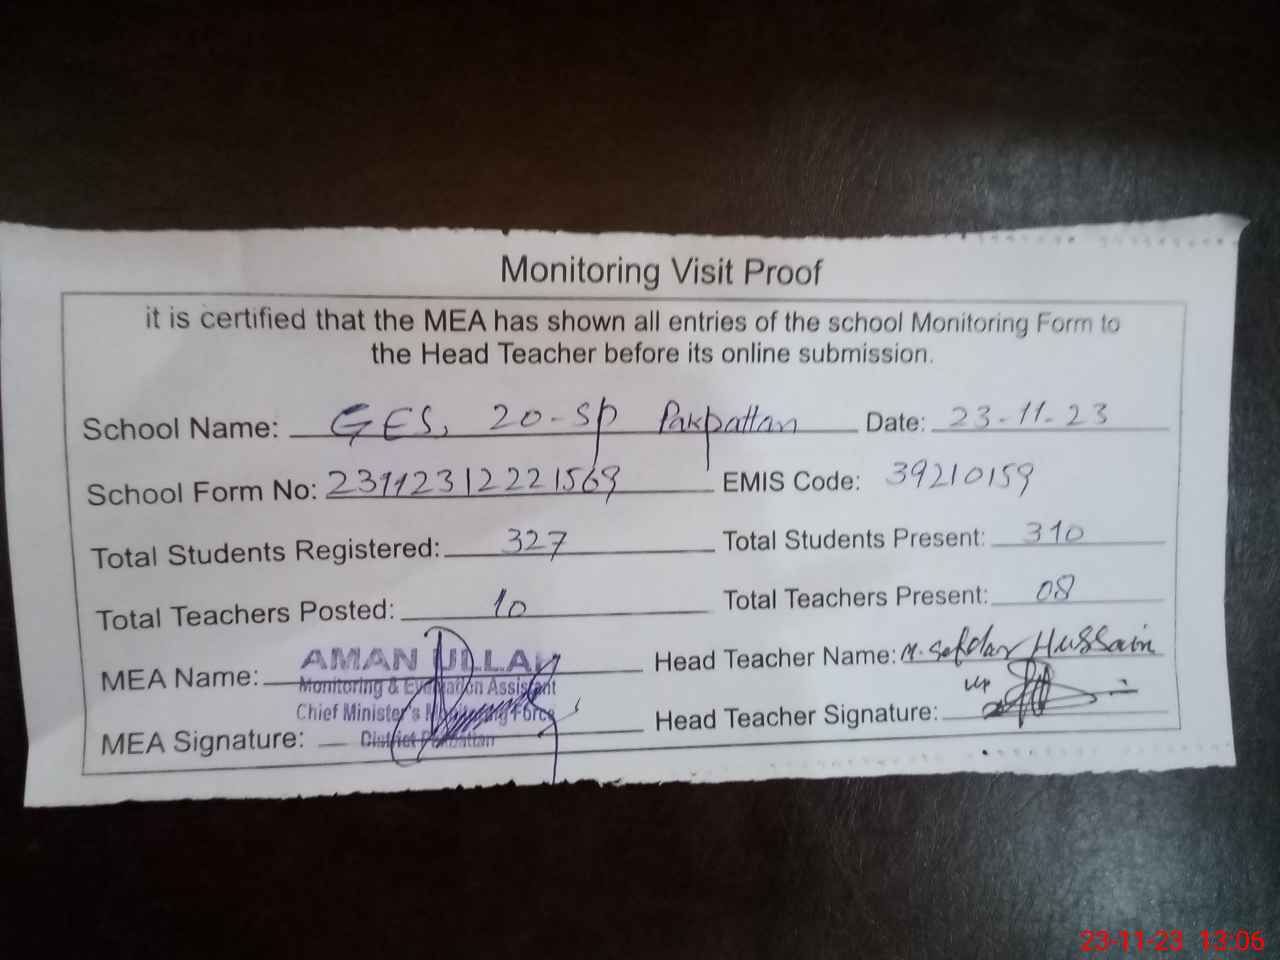 Monitoring Visit Proof
it is certified that the MEA has shown all entries of the school Monitoring Form to
the Head Teacher before its online submission.
School Name: GES, 20-SP Pakpattan Date: 23-11-23
School Form No: 231123122221569 EMIS Code: 39210159
Total Students Registered: 327 Total Students Present: 310
Total Teachers Posted: 10 Total Teachers Present: 08
MEA Name: AMAN ULLAH Head Teacher Name: M. Safdar Hussain
Monitoring & Evaluation Assistant
Chief Minister's Monitoring Force
MEA Signature: District Pakpattan Head Teacher Signature:
23-11-23 13:06